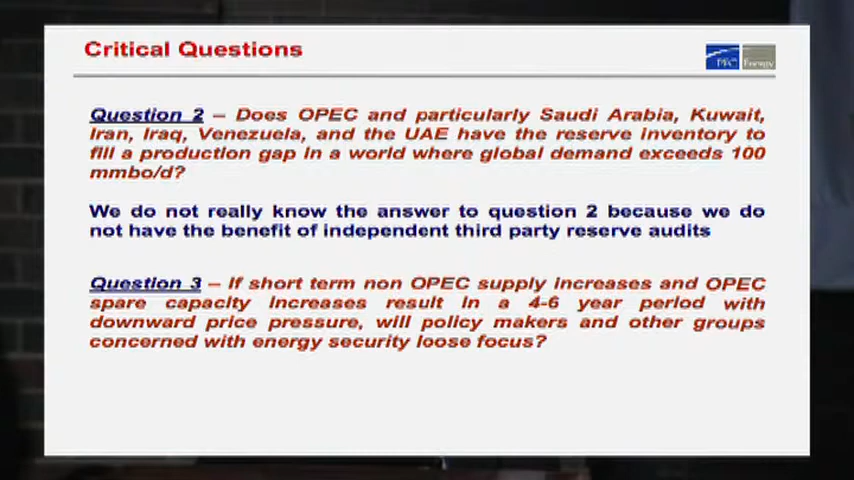 Critical Questions
PFC Energy
Question 2 – Does OPEC and particularly Saudi Arabia, Kuwait,
Iran, Iraq, Venezuela, and the UAE have the reserve inventory to
fill a production gap in a world where global demand exceeds 100
mmbo/d?
We do not really know the answer to question 2 because we do
not have the benefit of independent third party reserve audits
Question 3 – If short term non OPEC supply increases and OPEC
spare capacity increases result in a 4-6 year period with
downward price pressure, will policy makers and other groups
concerned with energy security loose focus?